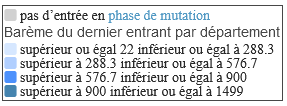 pas d’entrée en phase de mutation
Barème du dernier entrant par département
supérieur ou égal 22 inférieur ou égal à 288.3
supérieur à 288.3 inférieur ou égal à 576.7
supérieur à 576.7 inférieur ou égal à 900
supérieur à 900 inférieur ou égal à 1499